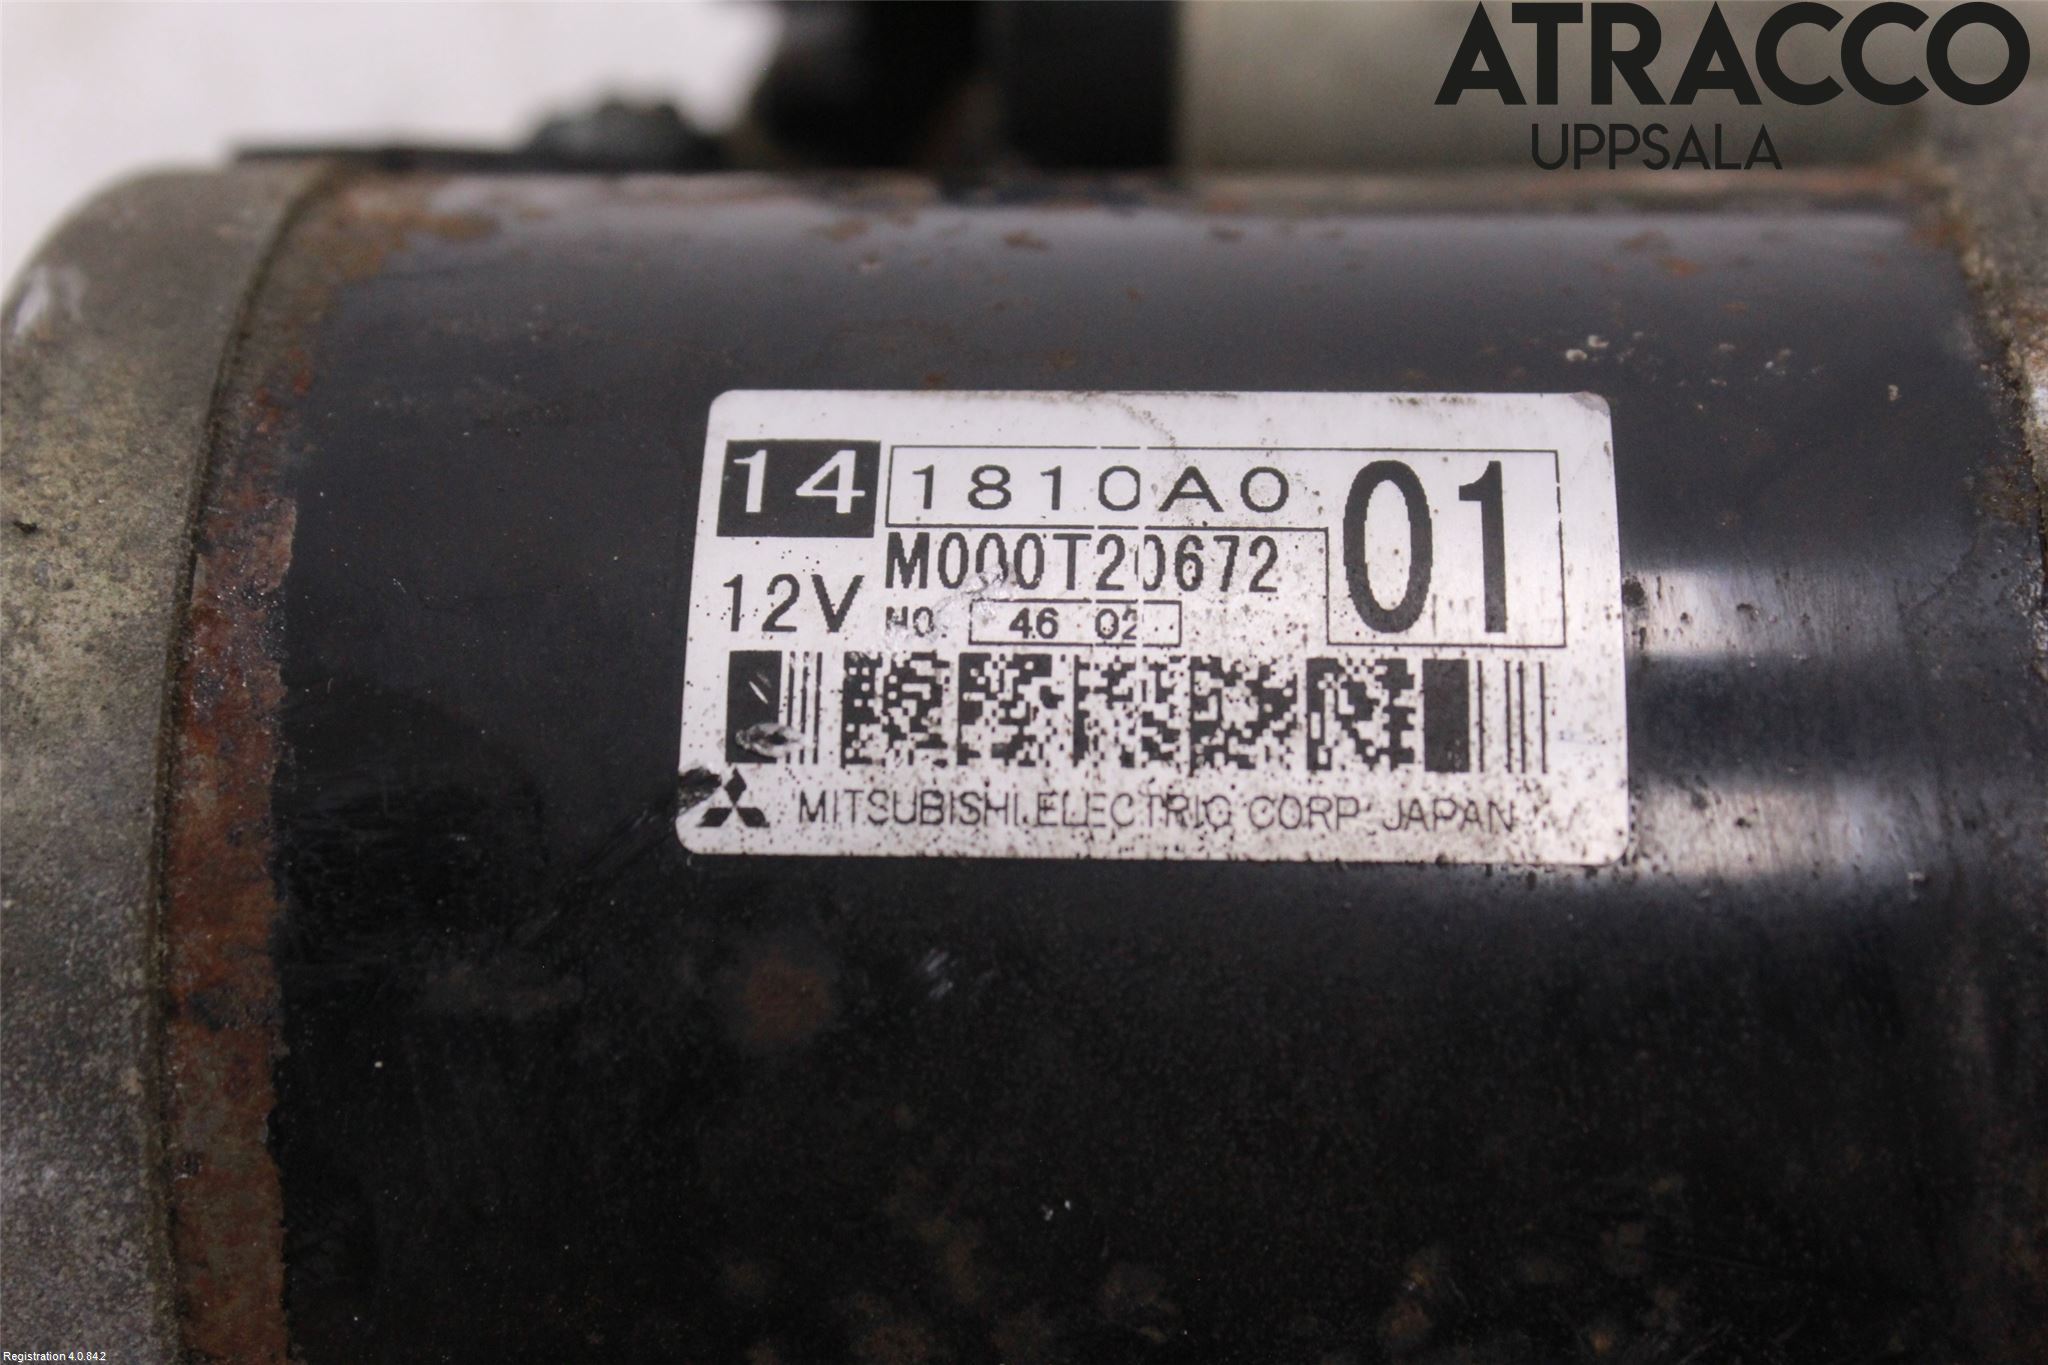 ATRACCO
UPPSALA
14 1810A0 01
M000T20672
12V NO. 46 02
MITSUBISHI ELECTRIC CORP. JAPAN
Registration 4.0.84.2